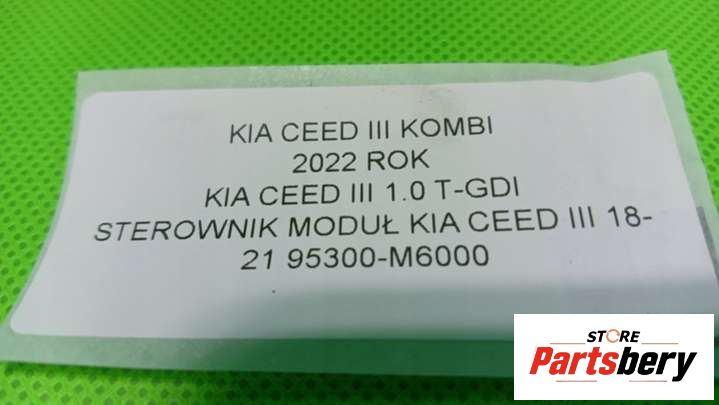 KIA CEED III KOMBI
2022 ROK
KIA CEED III 1.0 T-GDI
STEROWNIK MODUŁ KIA CEED III 18-
21 95300-M6000
STORE
Partsbery